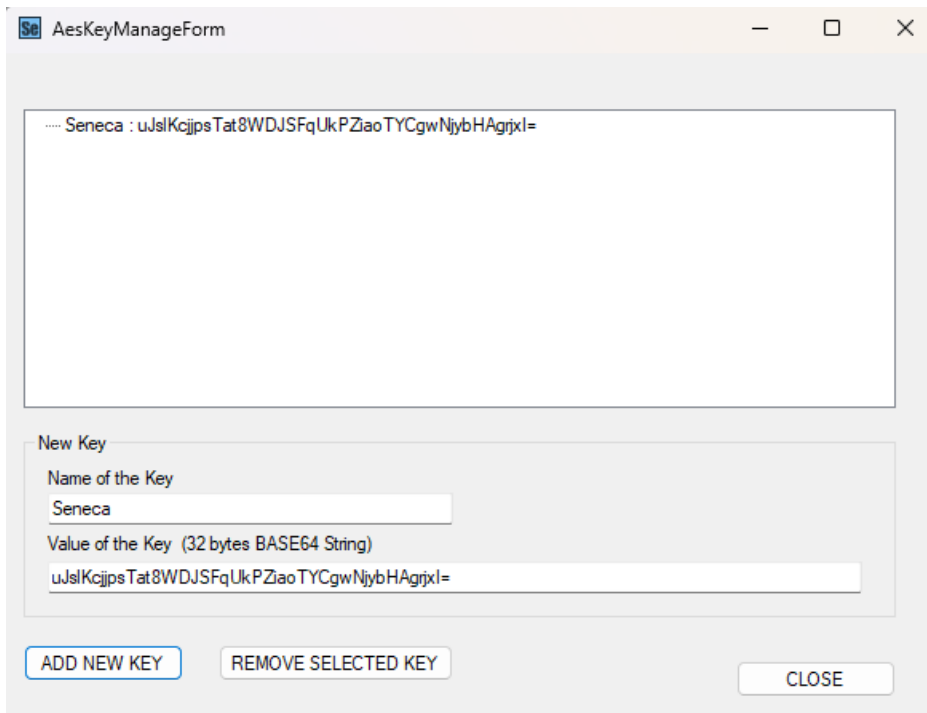 Se AesKeyManageForm
Seneca : uJslKcjjpsTat8WDJSFqUkPZiaoTYCgwNjybHAgrjxI=
New Key
Name of the Key
Seneca
Value of the Key (32 bytes BASE64 String)
uJslKcjjpsTat8WDJSFqUkPZiaoTYCgwNjybHAgrjxI=
ADD NEW KEY
REMOVE SELECTED KEY
CLOSE